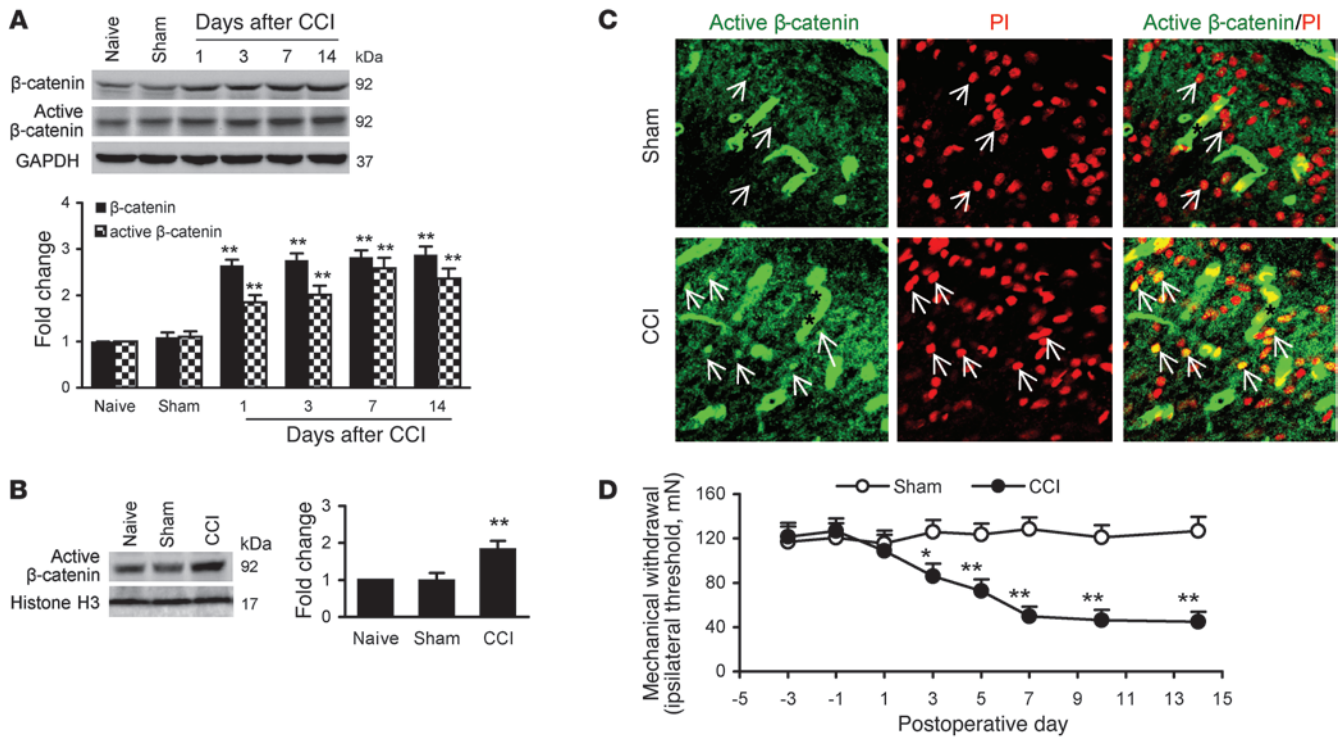 A
Naive
Sham
Days after CCI
1 3 7 14 kDa
β-catenin 92
Active
β-catenin 92
GAPDH 37
Fold change
4
3
2
1
0
β-catenin
active β-catenin
** ** ** ** ** ** ** **
Naive Sham 1 3 7 14
Days after CCI
B
Naive
Sham
CCI
kDa
Active
β-catenin 92
Histone H3 17
Fold change
2
1
0
**
Naive Sham CCI
C
Active β-catenin PI Active β-catenin/PI
Sham
* *
CCI
* * * *
D
Sham CCI
Mechanical withdrawal
(ipsilateral threshold, mN)
160
120
80
40
0
* ** ** ** **
-5 -3 -1 1 3 5 7 9 11 13 15
Postoperative day